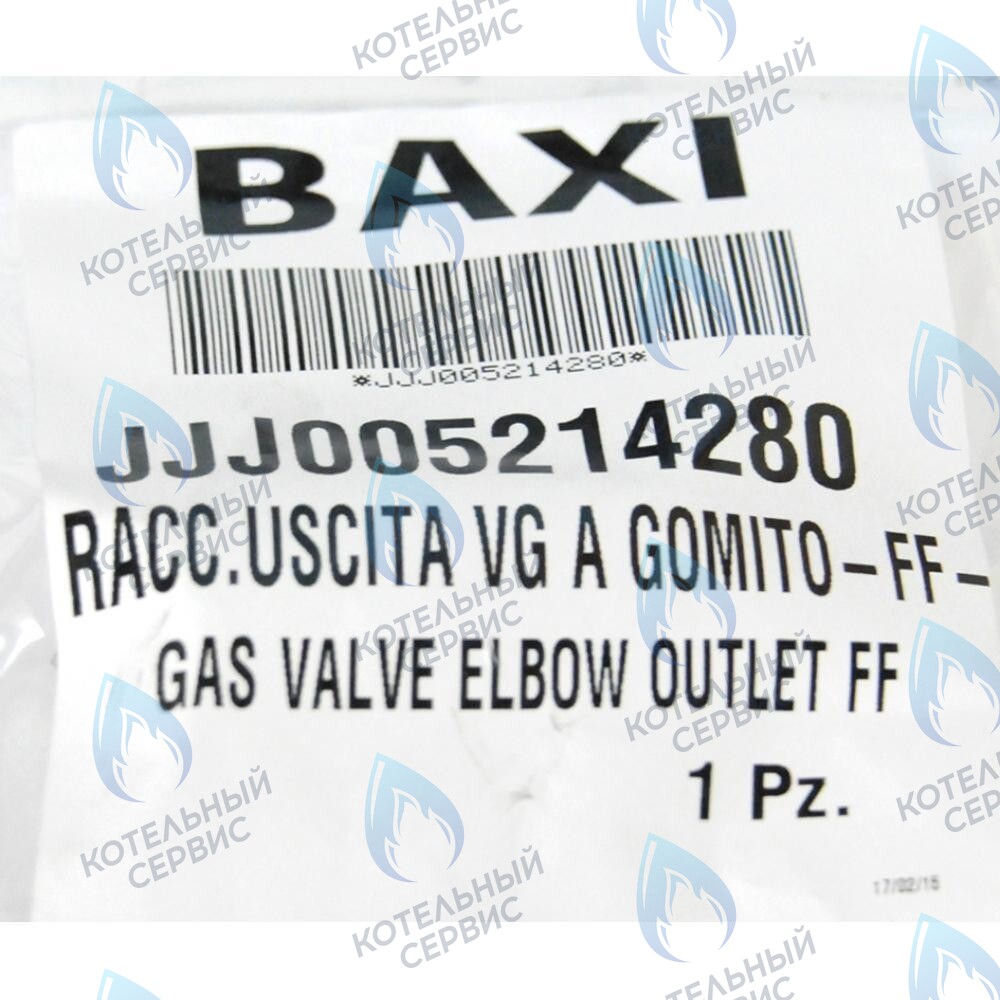 BAXI
*JJJ005214280*
JJJ005214280
RACC.USCITA VG A GOMITO-FF-
GAS VALVE ELBOW OUTLET FF
1 Pz.
17/02/15
КОТЕЛЬНЫЙ
СЕРВИС